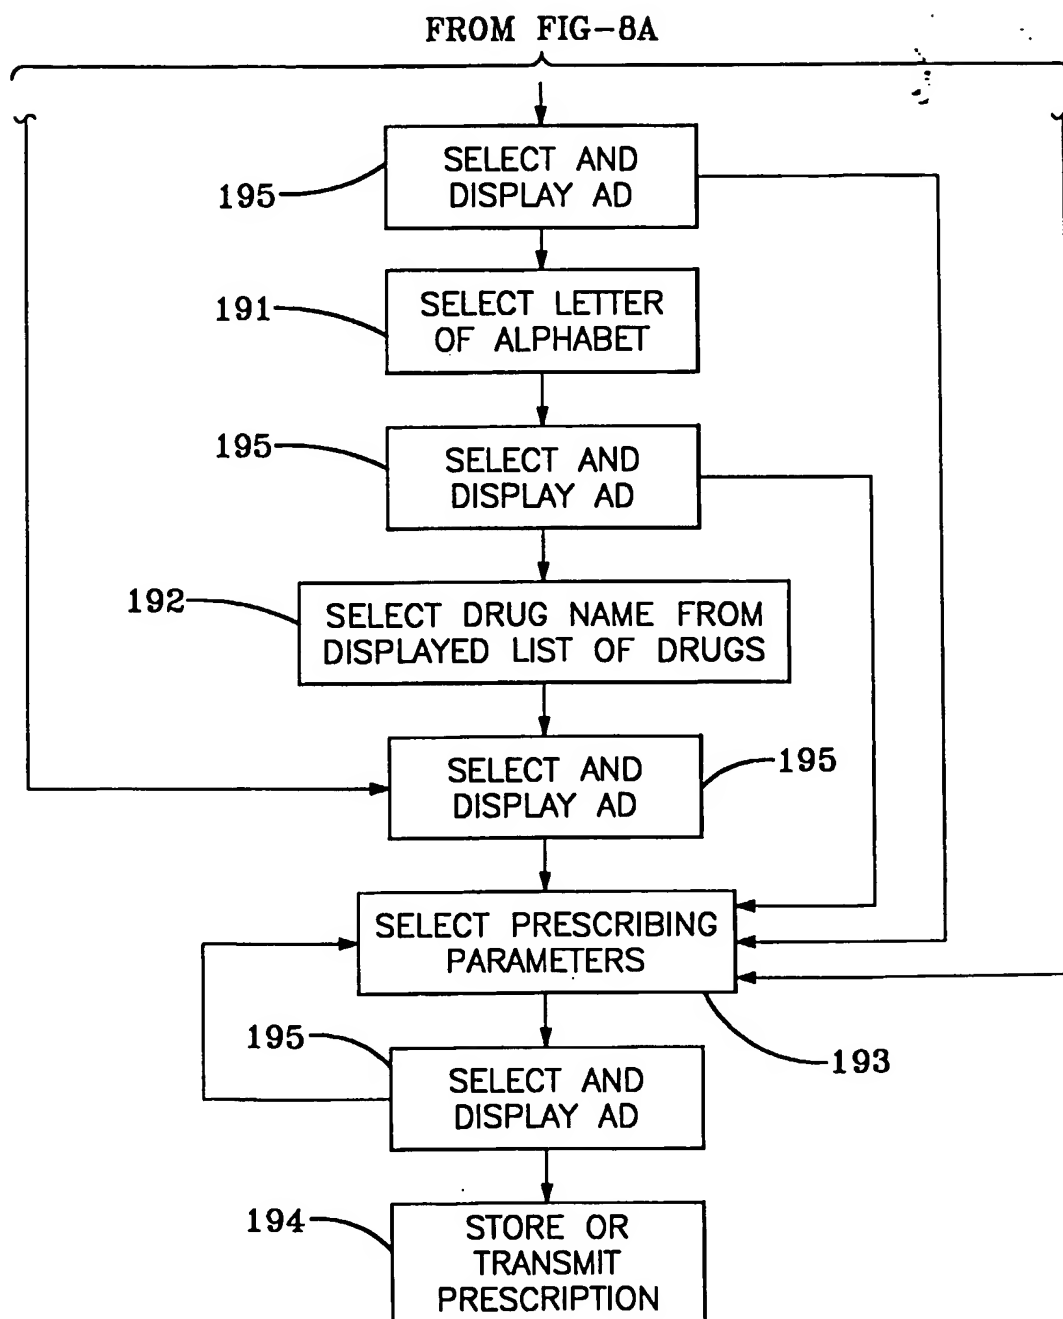 FROM FIG-8A
195
SELECT AND
DISPLAY AD
191
SELECT LETTER
OF ALPHABET
195
SELECT AND
DISPLAY AD
192
SELECT DRUG NAME FROM
DISPLAYED LIST OF DRUGS
SELECT AND
DISPLAY AD
195
SELECT PRESCRIBING
PARAMETERS
193
195
SELECT AND
DISPLAY AD
194
STORE OR
TRANSMIT
PRESCRIPTION